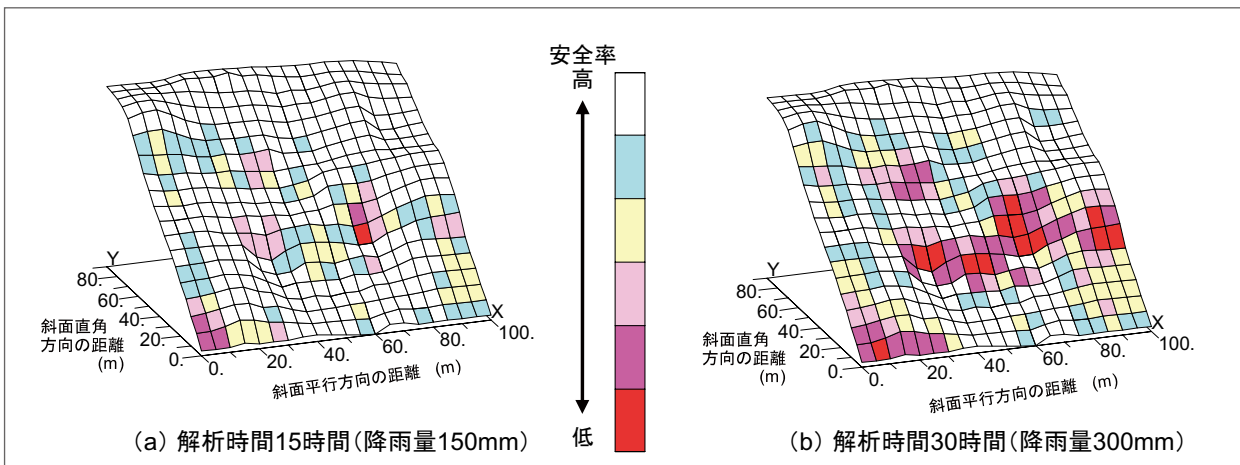 Y
80.
60.
40.
20.
0.
斜面直角
方向の距離
(m)
0.
20.
40.
60.
80.
100.
X
斜面平行方向の距離 (m)
(a) 解析時間15時間(降雨量150mm)
安全率
高
低
Y
80.
60.
40.
20.
0.
斜面直角
方向の距離
(m)
0.
20.
40.
60.
80.
100.
X
斜面平行方向の距離 (m)
(b) 解析時間30時間(降雨量300mm)